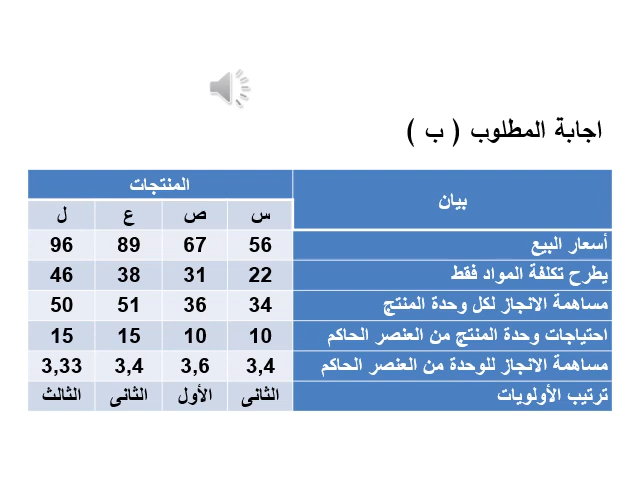 اجابة المطلوب ( ب )
بيان المنتجات
س ص ع ل
أسعار البيع 56 67 89 96
يطرح تكلفة المواد فقط 22 31 38 46
مساهمة الانجاز لكل وحدة المنتج 34 36 51 50
احتياجات وحدة المنتج من العنصر الحاكم 10 10 15 15
مساهمة الانجاز للوحدة من العنصر الحاكم 3,4 3,6 3,4 3,33
ترتيب الأولويات الثانى الأول الثانى الثالث